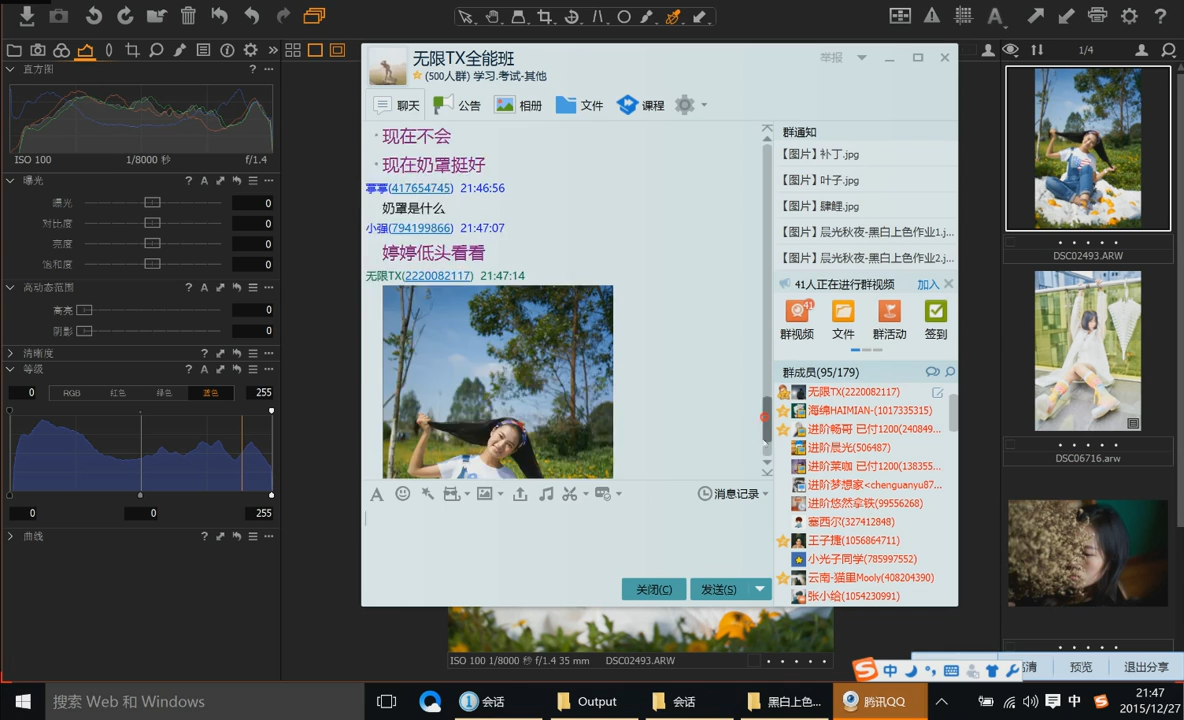 1/4
直方图
? ...
ISO 100
1/8000 秒
f/1.4
曝光
? A
曝光
0
对比度
0
亮度
0
饱和度
0
高动态范围
? A
高亮
0
阴影
0
清晰度
?
等级
? A
0
RGB
红色
绿色
蓝色
255
0
0
255
曲线
?
无限TX全能班
(500人群) 学习.考试-其他
举报
聊天
公告
相册
文件
课程
现在不会
现在奶罩挺好
(417654745) 21:46:56
奶罩是什么
小强(794199866) 21:47:07
婷婷低头看看
无限TX(2220082117) 21:47:14
消息记录
关闭(C)
发送(S)
群通知
【图片】补丁.jpg
【图片】叶子.jpg
【图片】肆鲤.jpg
【图片】晨光秋夜-黑白上色作业1.j...
【图片】晨光秋夜-黑白上色作业2.j...
41人正在进行群视频
加入
41
群视频
文件
群活动
签到
群成员(95/179)
无限TX(2220082117)
海绵HAIMIAN-(1017335315)
进阶畅哥 已付1200(240849...
进阶晨光(506487)
进阶莱咖 已付1200(138355...
进阶梦想家<chenguanyu87...
进阶悠然拿铁(99556268)
塞西尔(327412848)
王子捷(1056864711)
小光子同学(785997552)
云南-猫里Mooly(408204390)
张小给(1054230991)
DSC02493.ARW
DSC06716.arw
ISO 100 1/8000 秒 f/1.4 35 mm
DSC02493.ARW
中
清
预览
退出分享
搜索 Web 和 Windows
会话
Output
会话
黑白上色...
腾讯QQ
中
21:47
2015/12/27